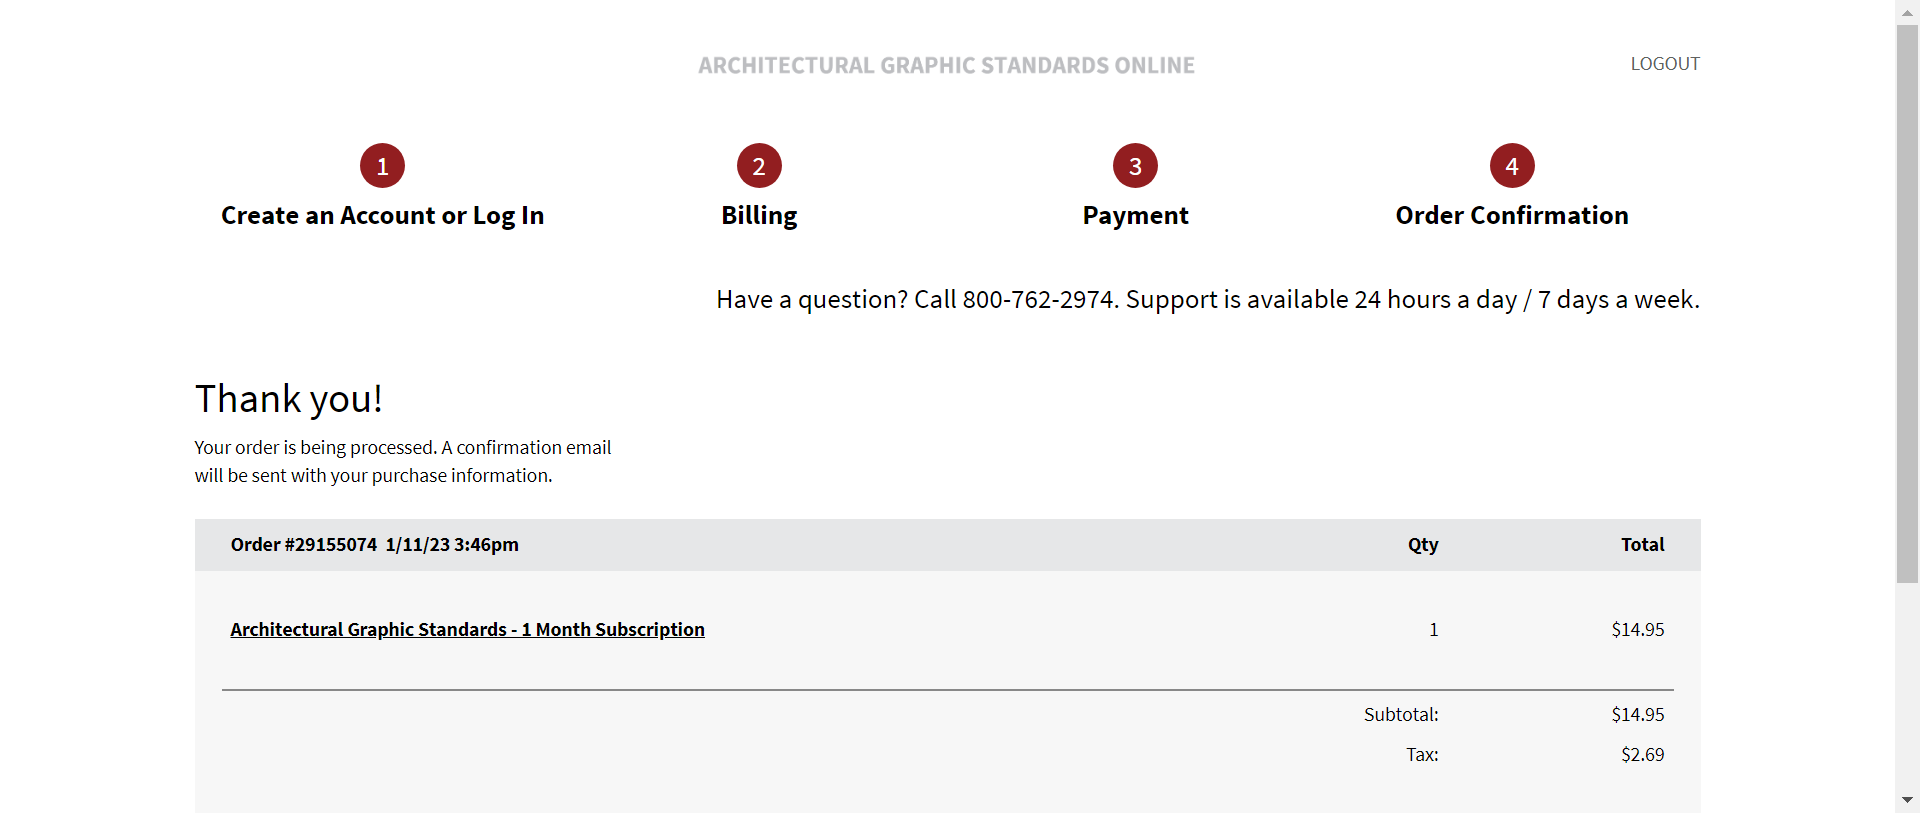 ARCHITECTURAL GRAPHIC STANDARDS ONLINE
LOGOUT
1
Create an Account or Log In
2
Billing
3
Payment
4
Order Confirmation
Have a question? Call 800-762-2974. Support is available 24 hours a day / 7 days a week.
Thank you!
Your order is being processed. A confirmation email
will be sent with your purchase information.
Order #29155074 1/11/23 3:46pm Qty Total
Architectural Graphic Standards - 1 Month Subscription 1 $14.95
Subtotal: $14.95
Tax: $2.69